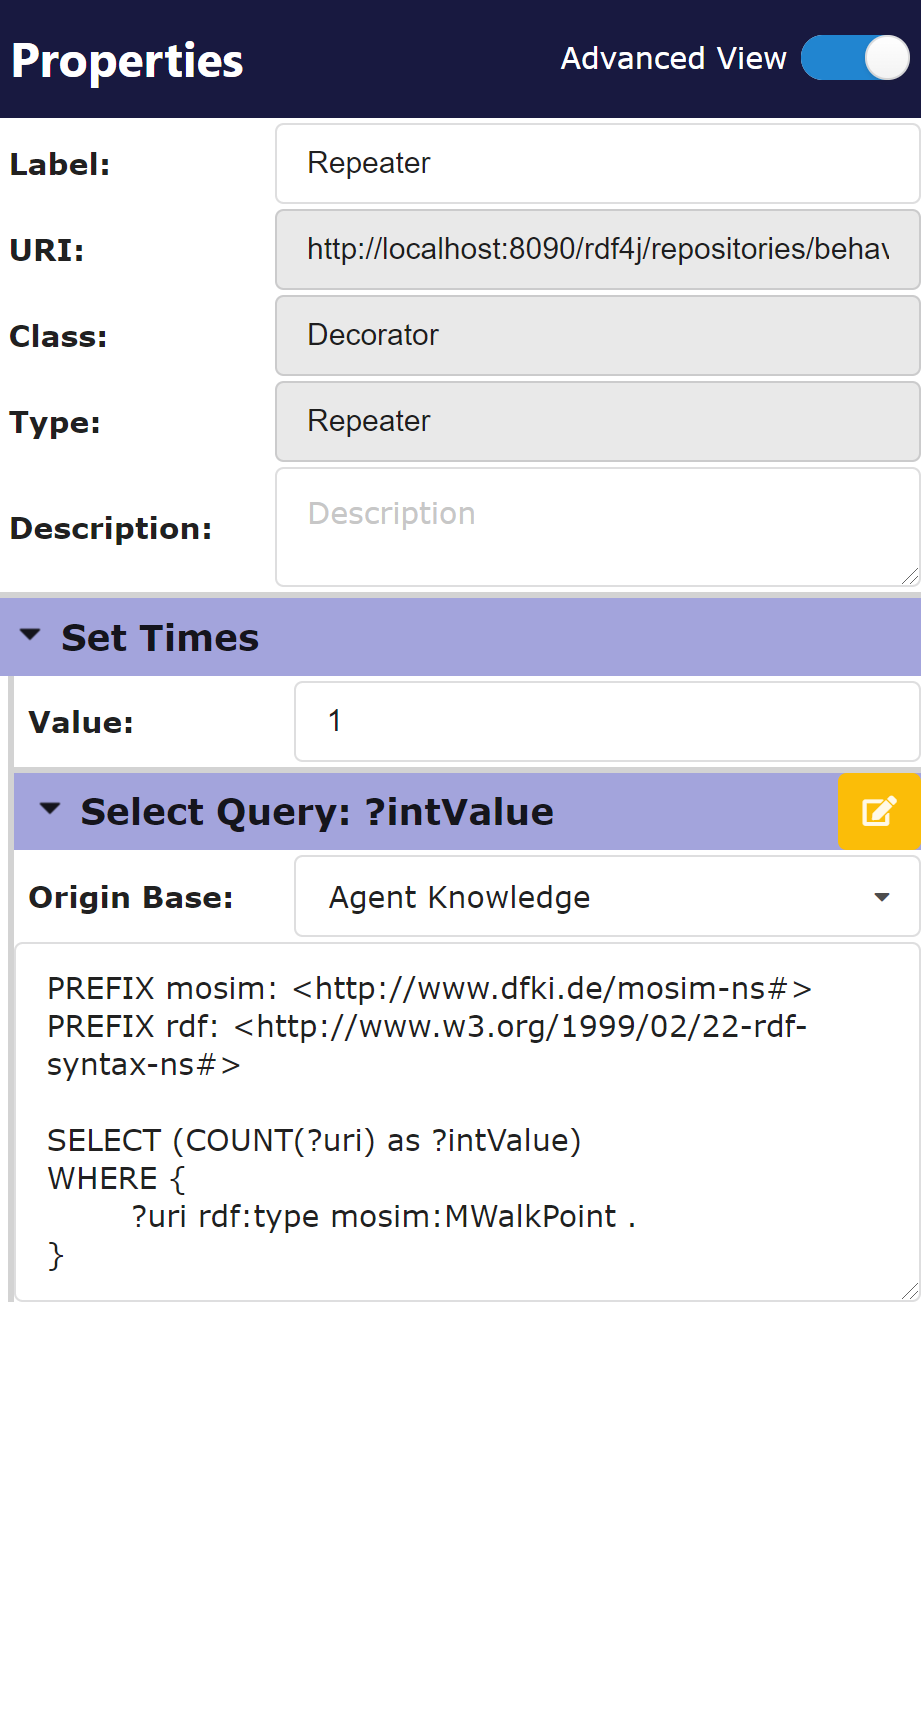 Properties
Advanced View
Label: Repeater
URI: http://localhost:8090/rdf4j/repositories/behav
Class: Decorator
Type: Repeater
Description: Description
Set Times
Value: 1
Select Query: ?intValue
Origin Base: Agent Knowledge
PREFIX mosim: <http://www.dfki.de/mosim-ns#>
PREFIX rdf: <http://www.w3.org/1999/02/22-rdf-
syntax-ns#>
SELECT (COUNT(?uri) as ?intValue)
WHERE {
?uri rdf:type mosim:MWalkPoint .
}